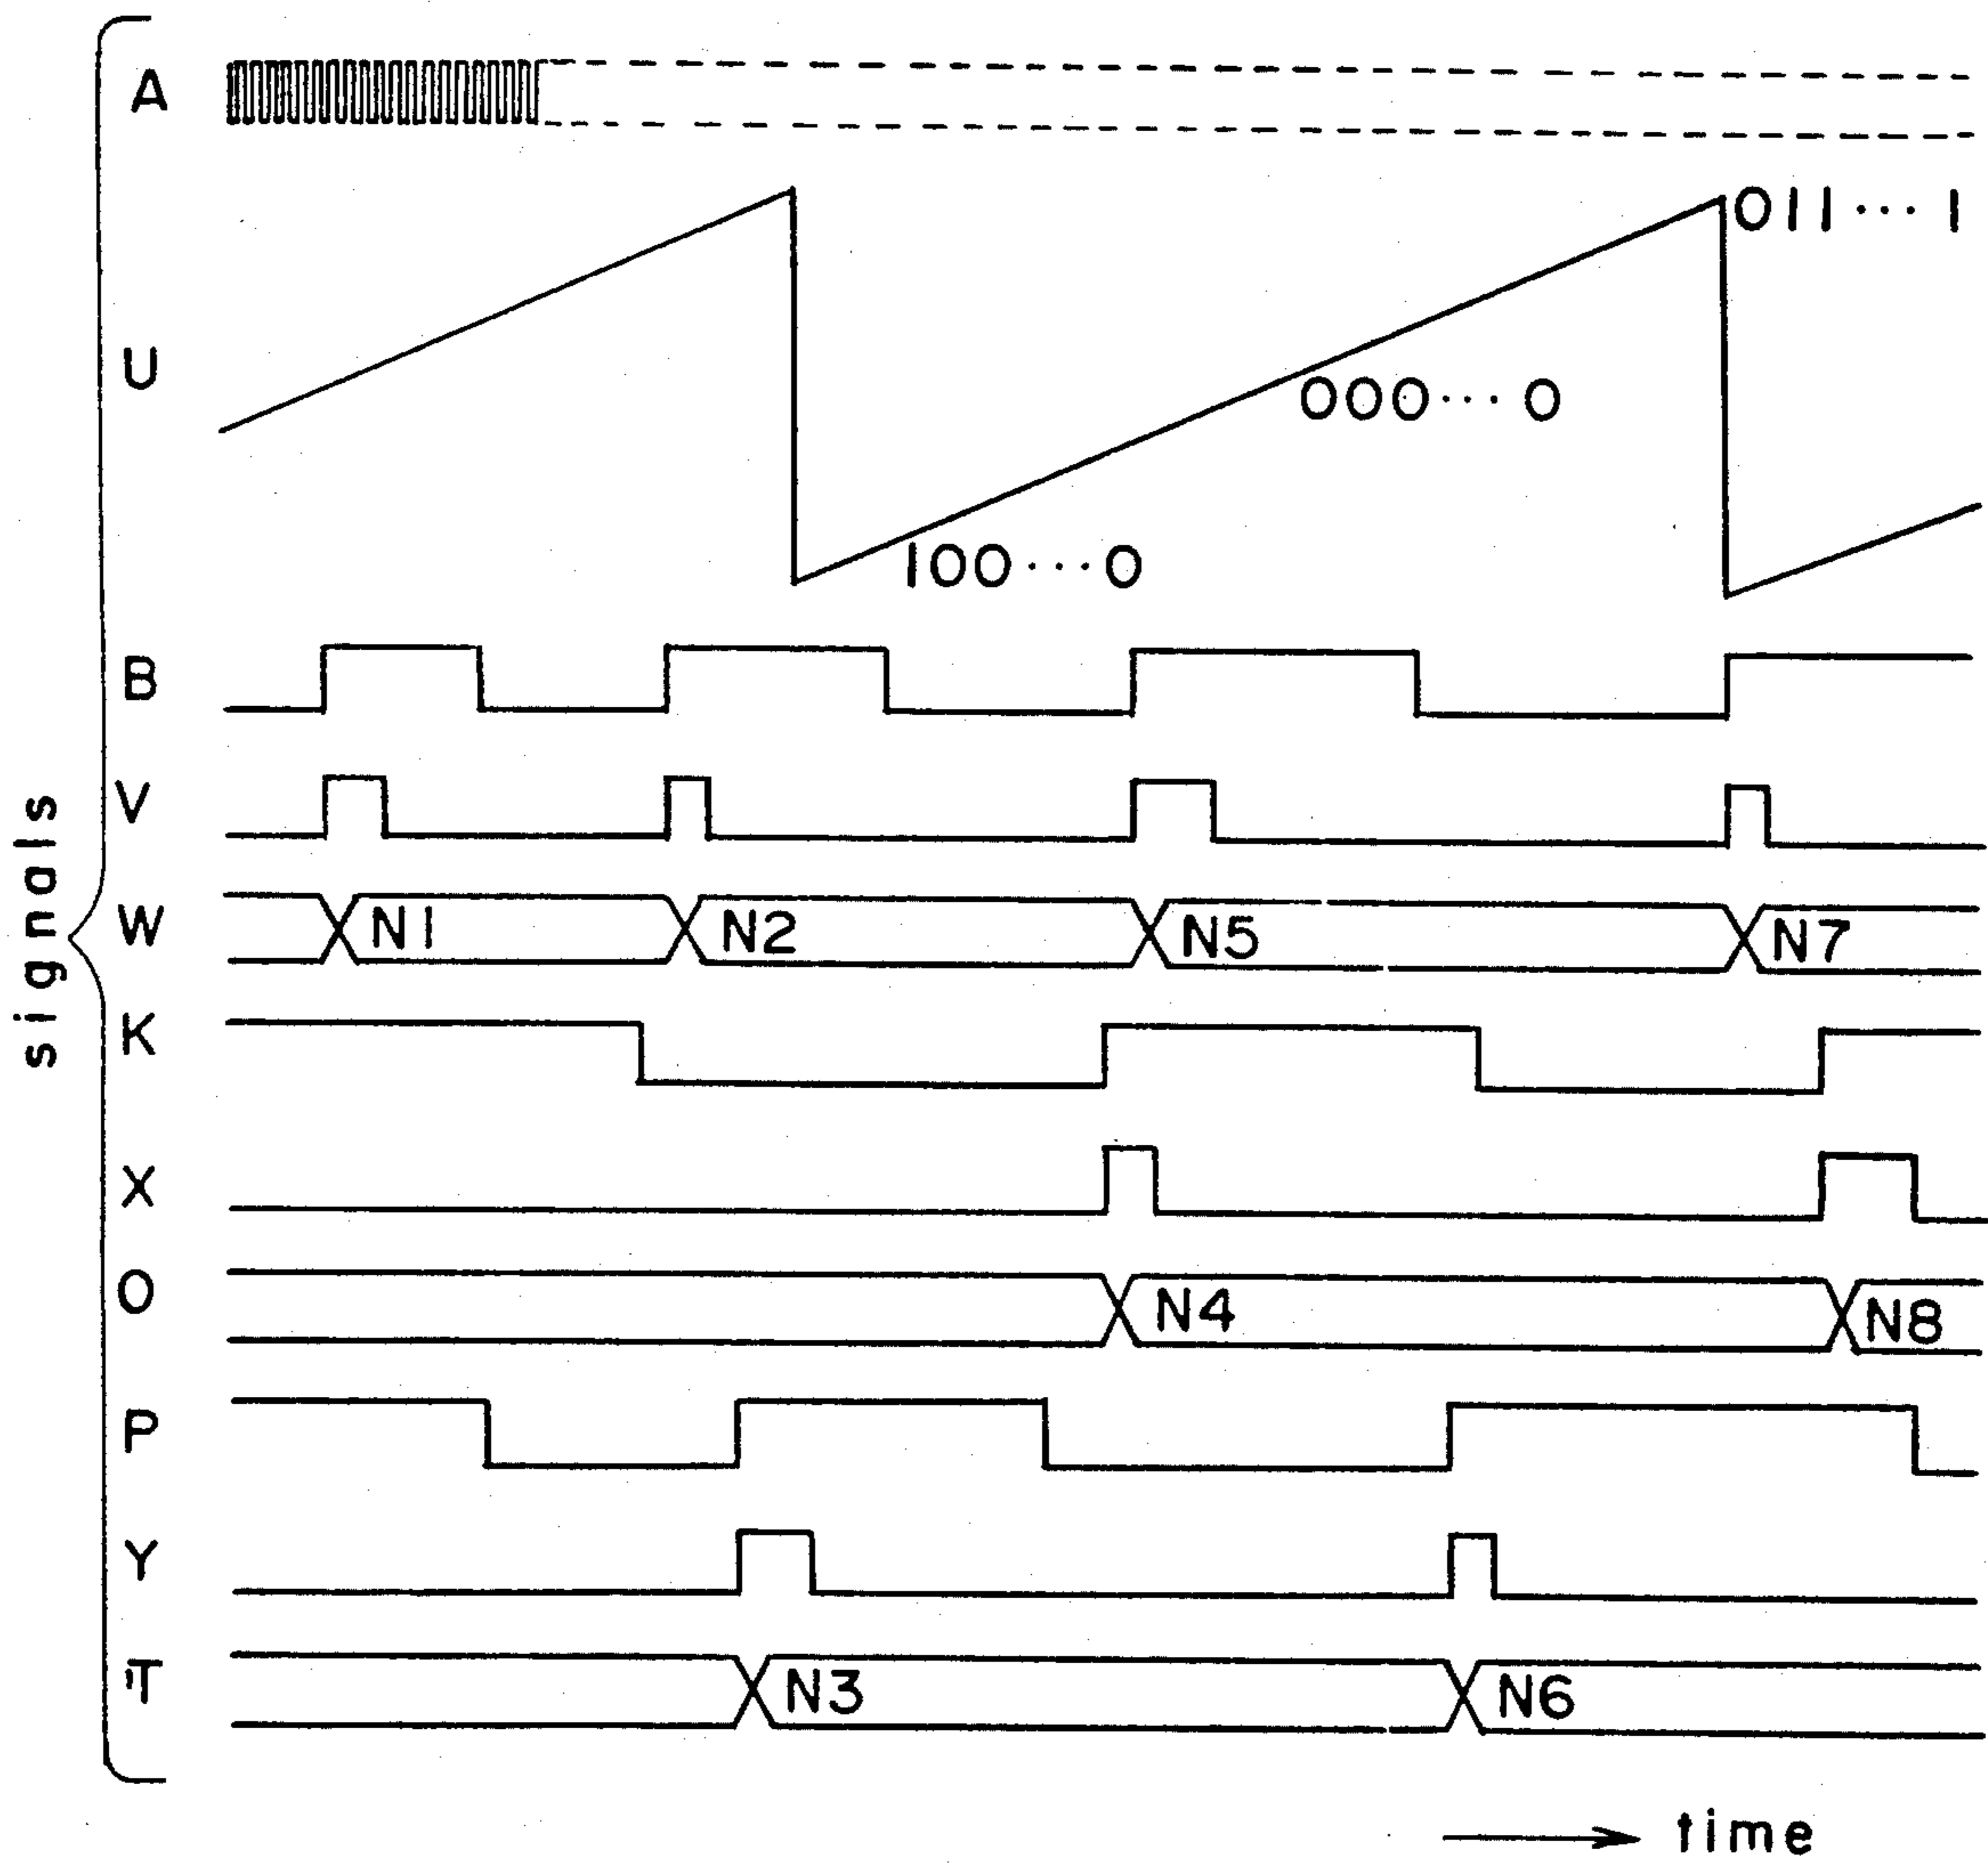 signals
A
U
011··· 1
000··· 0
100···0
B
V
W N1 N2 N5 N7
K
X
O N4 N8
P
Y
T N3 N6
time